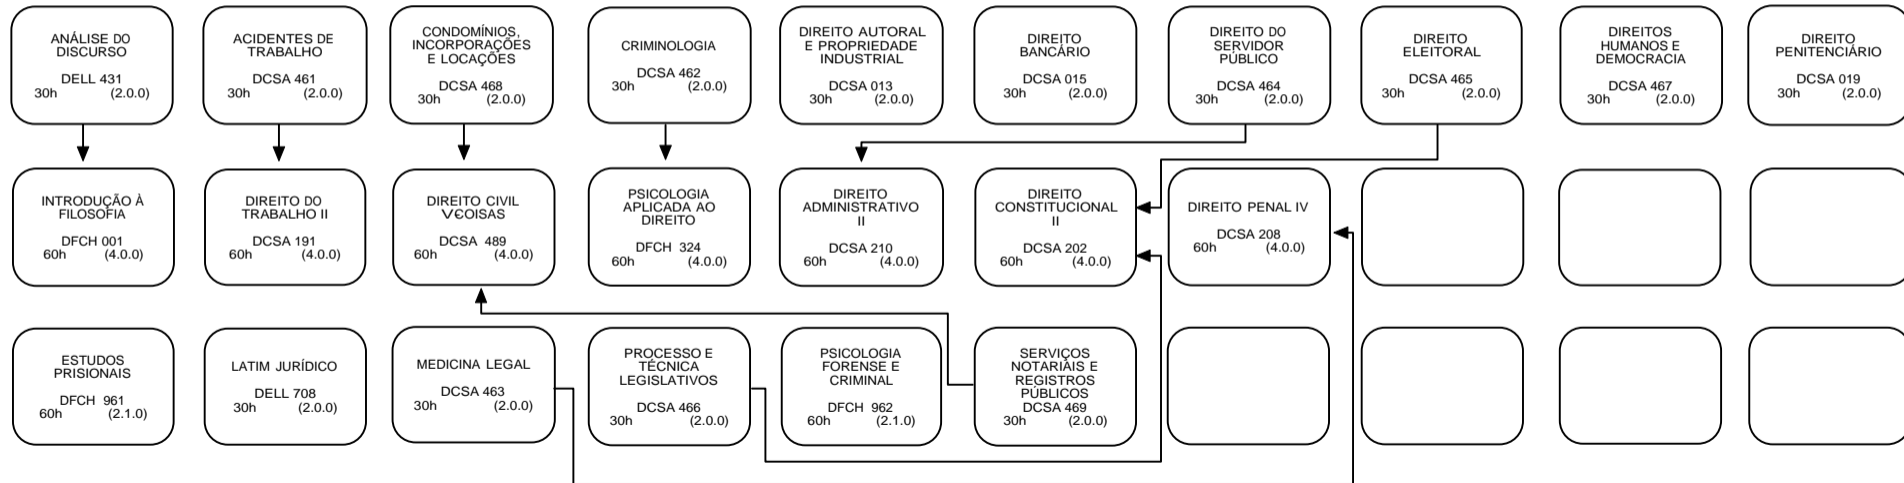 ANÁLISE DO
DISCURSO
DELL 431
30h (2.0.0)
ACIDENTES DE
TRABALHO
DCSA 461
30h (2.0.0)
CONDOMÍNIOS,
INCORPORAÇÕES
E LOCAÇÕES
DCSA 468
30h (2.0.0)
CRIMINOLOGIA
DCSA 462
30h (2.0.0)
DIREITO AUTORAL
E PROPRIEDADE
INDUSTRIAL
DCSA 013
30h (2.0.0)
DIREITO
BANCÁRIO
DCSA 015
30h (2.0.0)
DIREITO DO
SERVIDOR
PÚBLICO
DCSA 464
30h (2.0.0)
DIREITO
ELEITORAL
DCSA 465
30h (2.0.0)
DIREITOS
HUMANOS E
DEMOCRACIA
DCSA 467
30h (2.0.0)
DIREITO
PENITENCIÁRIO
DCSA 019
30h (2.0.0)
INTRODUÇÃO À
FILOSOFIA
DFCH 001
60h (4.0.0)
DIREITO DO
TRABALHO II
DCSA 191
60h (4.0.0)
DIREITO CIVIL
COISAS
DCSA 489
60h (4.0.0)
PSICOLOGIA
APLICADA AO
DIREITO
DFCH 324
60h (4.0.0)
DIREITO
ADMINISTRATIVO
II
DCSA 210
60h (4.0.0)
DIREITO
CONSTITUCIONAL
II
DCSA 202
60h (4.0.0)
DIREITO PENAL IV
DCSA 208
60h (4.0.0)
ESTUDOS
PRISIONAIS
DFCH 961
60h (2.1.0)
LATIM JURÍDICO
DELL 708
30h (2.0.0)
MEDICINA LEGAL
DCSA 463
30h (2.0.0)
PROCESSO E
TÉCNICA
LEGISLATIVOS
DCSA 466
30h (2.0.0)
PSICOLOGIA
FORENSE E
CRIMINAL
DFCH 962
60h (2.1.0)
SERVIÇOS
NOTARIAIS E
REGISTROS
PÚBLICOS
DCSA 469
30h (2.0.0)